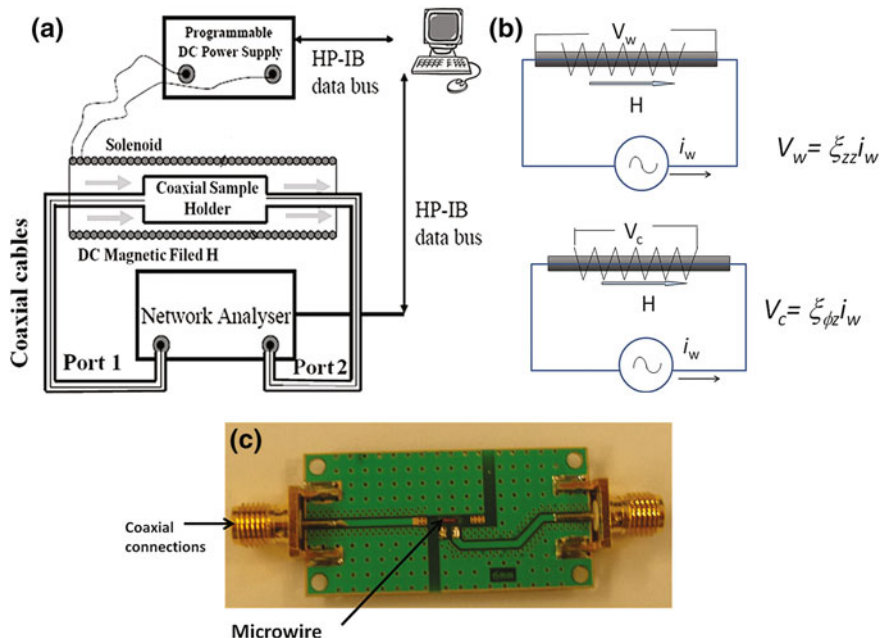 (a)
Programmable
DC Power Supply
HP-IB
data bus
Solenoid
Coaxial Sample
Holder
DC Magnetic Filed H
HP-IB
data bus
Coaxial cables
Network Analyser
Port 1
Port 2
(b)
V_w
H
i_w
V_w = ξ_zz i_w
V_c
H
V_c = ξ_ϕz i_w
i_w
(c)
Coaxial
connections
Microwire